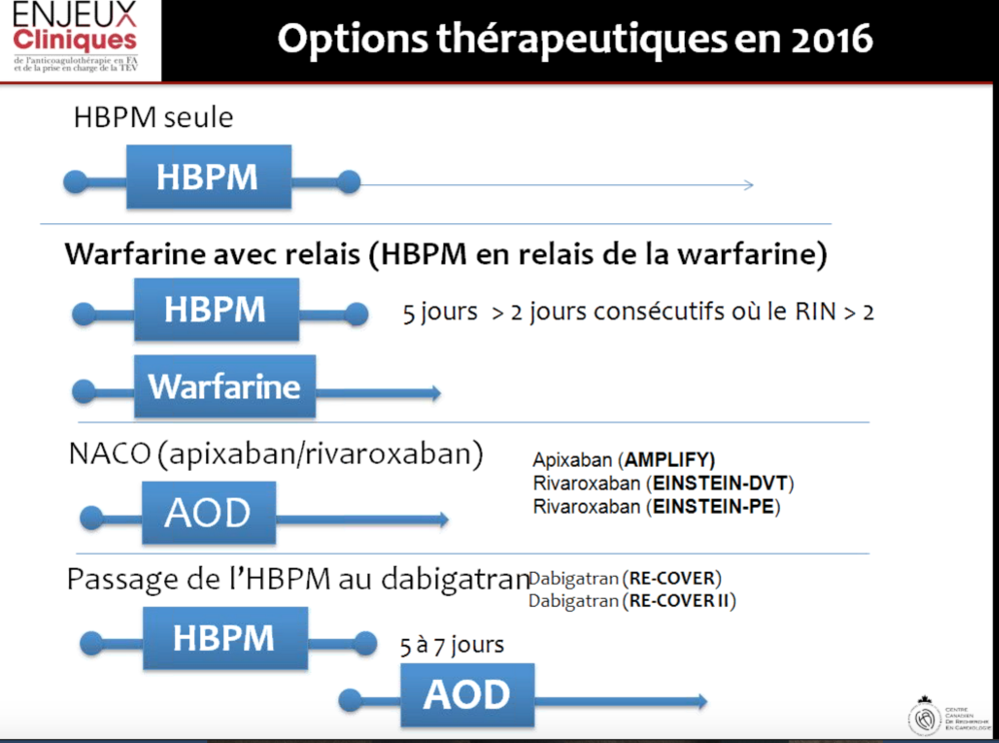 ENJEUX
Cliniques
de l'anticoagulothérapie en FA
et de la prise en charge de la TEV
Options thérapeutiques en 2016
HBPM seule
HBPM
Warfarine avec relais (HBPM en relais de la warfarine)
HBPM
5 jours > 2 jours consécutifs où le RIN > 2
Warfarine
NACO (apixaban/rivaroxaban)
Apixaban (AMPLIFY)
Rivaroxaban (EINSTEIN-DVT)
Rivaroxaban (EINSTEIN-PE)
AOD
Passage de l'HBPM au dabigatran
Dabigatran (RE-COVER)
Dabigatran (RE-COVER II)
HBPM
5 à 7 jours
AOD
CENTRE
CANADIEN
DE RECHERCHE
EN CARDIOLOGIE